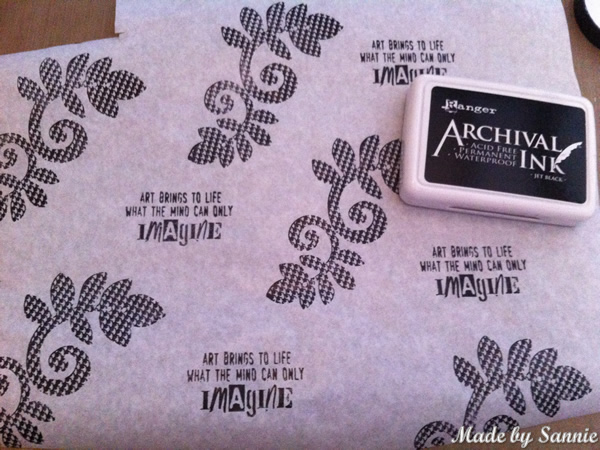 ART BRINGS TO LIFE
WHAT THE MIND CAN ONLY
IMAGINE
Ranger
ARCHIVAL INK
· ACID FREE
· PERMANENT
· WATERPROOF
· JET BLACK ·
ART BRINGS TO LIFE
WHAT THE MIND CAN ONLY
IMAGINE
ART BRINGS TO LIFE
WHAT THE MIND CAN ONLY
IMAGINE
ART BRINGS TO LIFE
WHAT THE MIND CAN ONLY
IMAGINE
Made by Sannie